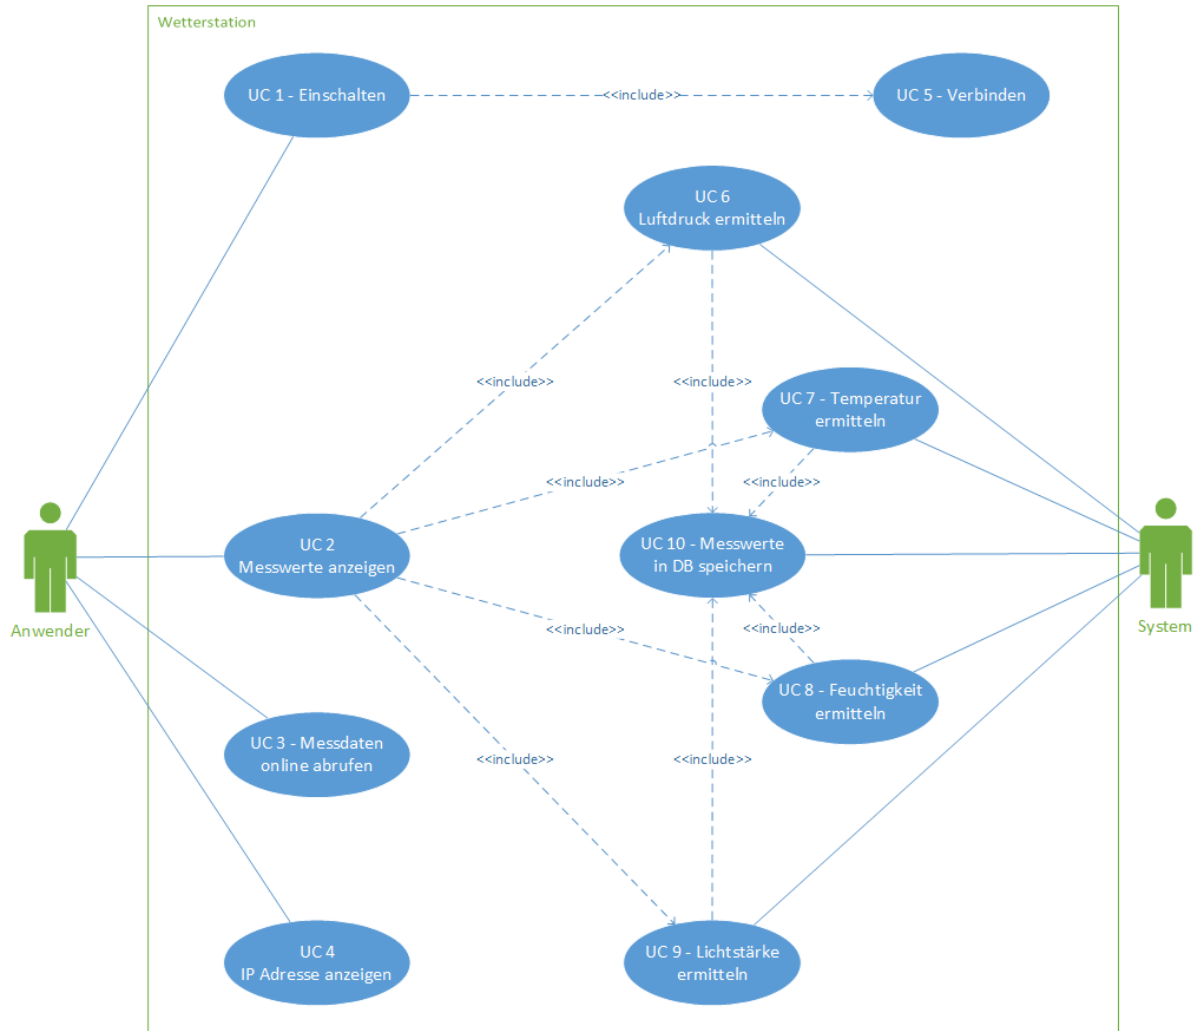 Wetterstation
UC 1 - Einschalten
<<include>>
UC 5 - Verbinden
UC 6
Luftdruck ermitteln
<<include>>
<<include>>
UC 7 - Temperatur
ermitteln
<<include>>
<<include>>
UC 2
Messwerte anzeigen
UC 10 - Messwerte
in DB speichern
Anwender
System
<<include>>
<<include>>
UC 8 - Feuchtigkeit
ermitteln
UC 3 - Messdaten
online abrufen
<<include>>
<<include>>
UC 4
IP Adresse anzeigen
UC 9 - Lichtstärke
ermitteln